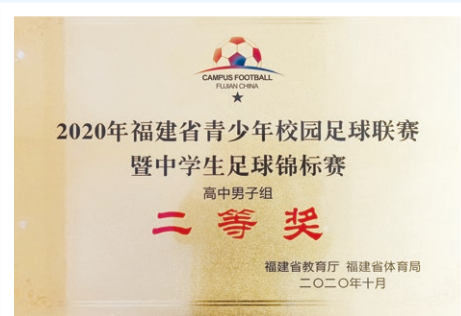 CAMPUS FOOTBALL
FUJIAN CHINA
2020年福建省青少年校园足球联赛
暨中学生足球锦标赛
高中男子组
二等奖
福建省教育厅 福建省体育局
二〇二〇年十月